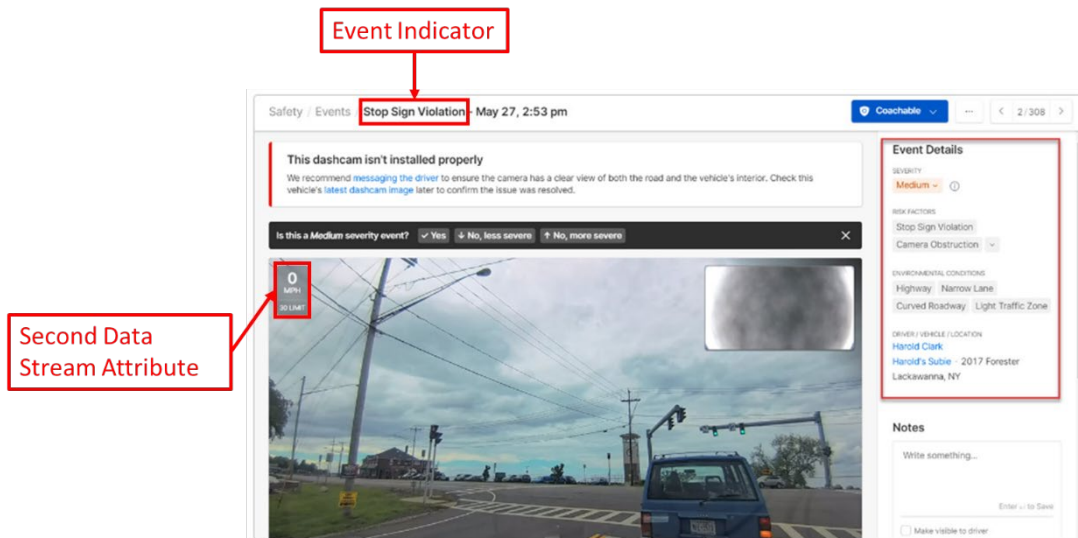 Event Indicator
Safety / Events / Stop Sign Violation - May 27, 2:53 pm
Coachable
2 / 308
This dashcam isn't installed properly
We recommend messaging the driver to ensure the camera has a clear view of both the road and the vehicle's interior. Check this
vehicle's latest dashcam image later to confirm the issue was resolved.
Is this a Medium severity event? Yes No, less severe No, more severe
0
MPH
30 LIMIT
Second Data
Stream Attribute
Event Details
SEVERITY
Medium
RISK FACTORS
Stop Sign Violation
Camera Obstruction
ENVIRONMENTAL CONDITIONS
Highway Narrow Lane
Curved Roadway Light Traffic Zone
DRIVER / VEHICLE / LOCATION
Harold Clark
Harold's Subie · 2017 Forester
Lackawanna, NY
Notes
Write something...
Enter ↵ to Save
Make visible to driver